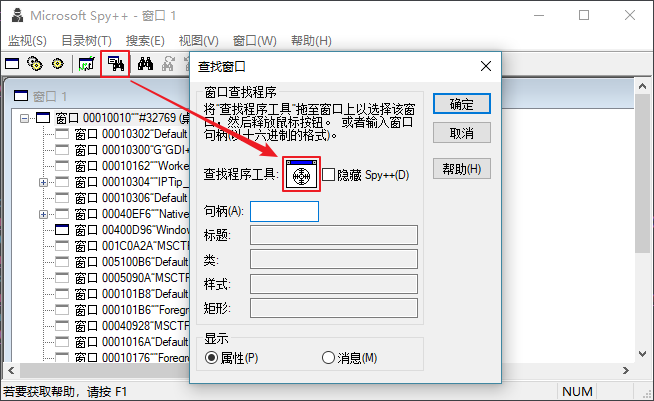 Microsoft Spy++ - 窗口 1
监视(S) 目录树(T) 搜索(E) 视图(V) 窗口(W) 帮助(H)
窗口 1
窗口 00010010""#32769 (桌
窗口 00010302"Default
窗口 00010300"G"GDI+
窗口 00010162""Worke
窗口 00010304""IPTip_
窗口 00010306"Default
窗口 00040EF6""Native
窗口 00400D96"Window
窗口 001C0A2A"MSCTF
窗口 005100B6"Default
窗口 0005090A"MSCTF
窗口 000101B8"Default
窗口 000101B6""Foregr
窗口 00040928"MSCTF
窗口 0001016A"Default
窗口 00010176""Foregr
查找窗口
窗口查找程序
将"查找程序工具"拖至窗口上以选择该窗
口，然后释放鼠标按钮。 或者输入窗口
句柄(以十六进制的格式)。
查找程序工具: 隐藏 Spy++(D)
句柄(A):
标题:
类:
样式:
矩形:
显示
属性(P) 消息(M)
确定
取消
帮助(H)
若要获取帮助，请按 F1 NUM